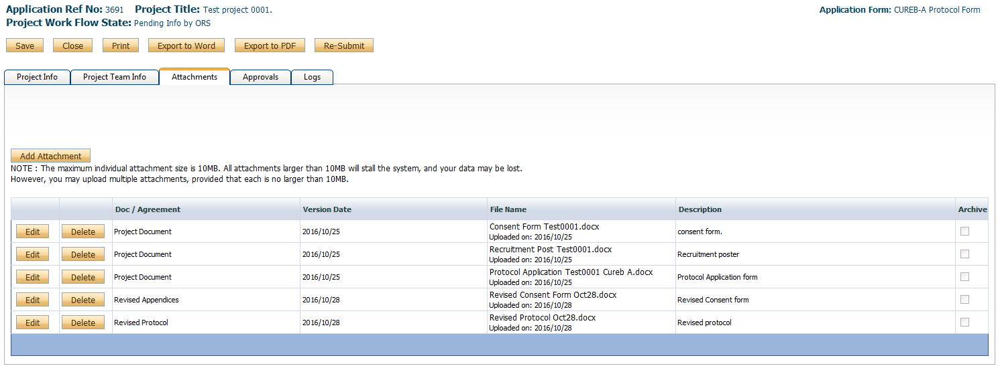 Application Ref No: 3691 Project Title: Test project 0001. Application Form: CUREB-A Protocol Form
Project Work Flow State: Pending Info by ORS
Save Close Print Export to Word Export to PDF Re-Submit
Project Info Project Team Info Attachments Approvals Logs
Add Attachment
NOTE : The maximum individual attachment size is 10MB. All attachments larger than 10MB will stall the system, and your data may be lost.
However, you may upload multiple attachments, provided that each is no larger than 10MB.
Doc / Agreement Version Date File Name Description Archive
Edit Delete Project Document 2016/10/25 Consent Form Test0001.docx consent form.
Uploaded on: 2016/10/25
Edit Delete Project Document 2016/10/25 Recruitment Post Test0001.docx Recruitment poster
Uploaded on: 2016/10/25
Edit Delete Project Document 2016/10/25 Protocol Application Test0001 Cureb A.docx Protocol Application form
Uploaded on: 2016/10/25
Edit Delete Revised Appendices 2016/10/28 Revised Consent Form Oct28.docx Revised Consent form
Uploaded on: 2016/10/28
Edit Delete Revised Protocol 2016/10/28 Revised Protocol Oct28.docx Revised protocol
Uploaded on: 2016/10/28